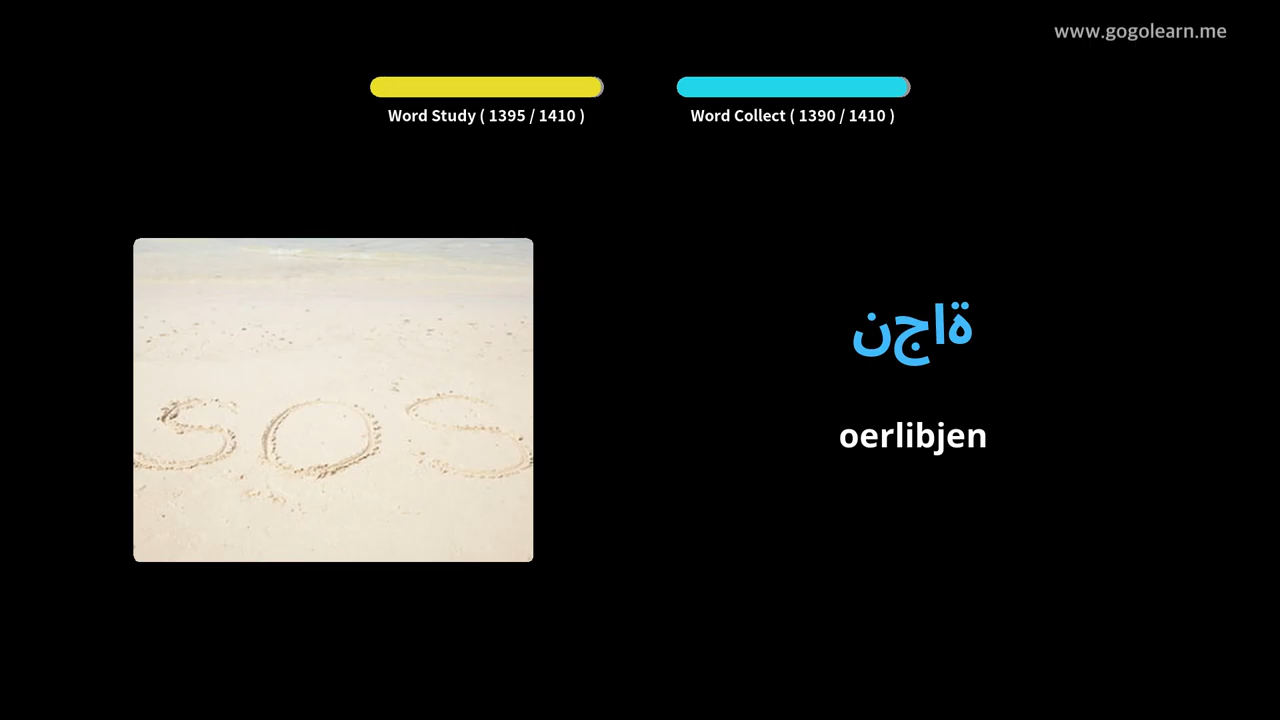 www.gogolearn.me
Word Study ( 1395 / 1410 )
Word Collect ( 1390 / 1410 )
SOS
نجاة
oerlibjen